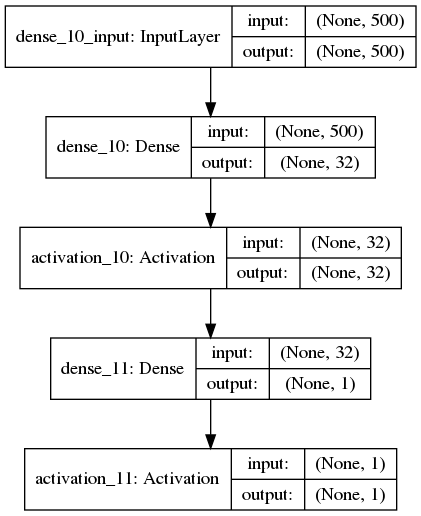 dense_10_input: InputLayer
input: (None, 500)
output: (None, 500)
dense_10: Dense
input: (None, 500)
output: (None, 32)
activation_10: Activation
input: (None, 32)
output: (None, 32)
dense_11: Dense
input: (None, 32)
output: (None, 1)
activation_11: Activation
input: (None, 1)
output: (None, 1)